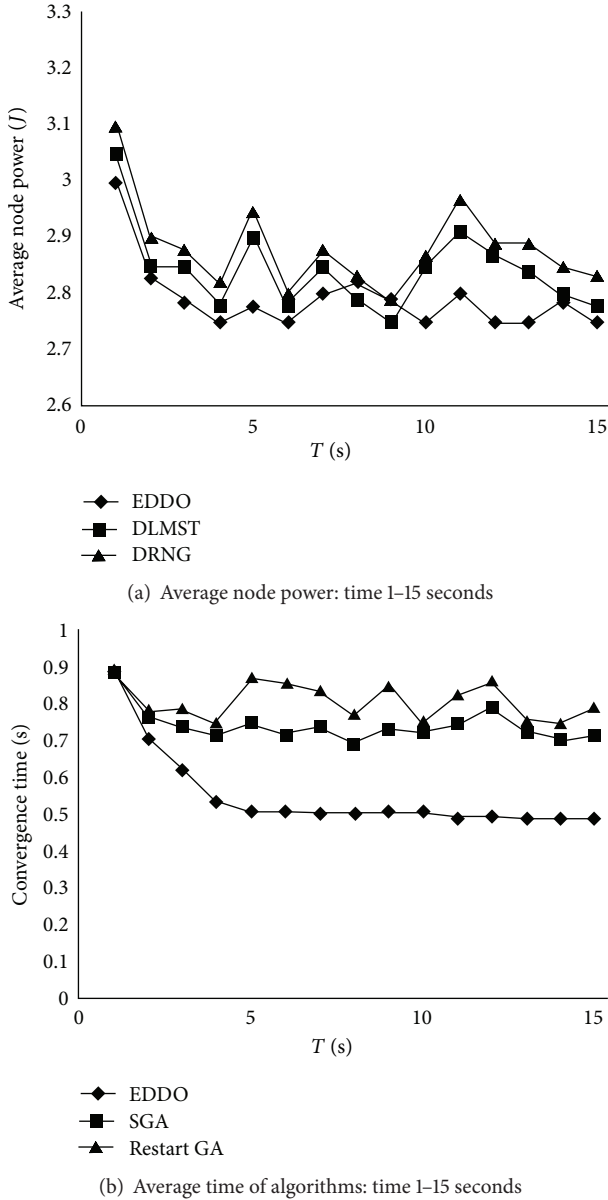 3.3
3.2
3.1
3
2.9
2.8
2.7
2.6
Average node power (J)
0 5 10 15
T (s)
EDDO
DLMST
DRNG
(a) Average node power: time 1–15 seconds
1
0.9
0.8
0.7
0.6
0.5
0.4
0.3
0.2
0.1
0
Convergence time (s)
0 5 10 15
T (s)
EDDO
SGA
Restart GA
(b) Average time of algorithms: time 1–15 seconds